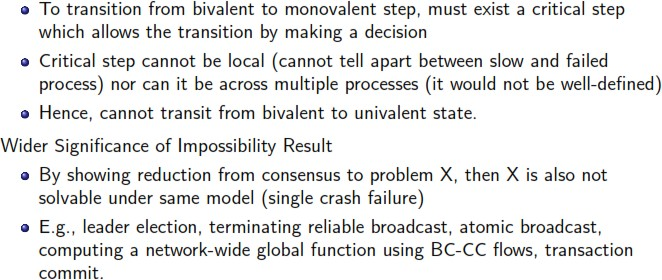 To transition from bivalent to monovalent step, must exist a critical step
which allows the transition by making a decision
Critical step cannot be local (cannot tell apart between slow and failed
process) nor can it be across multiple processes (it would not be well-defined)
Hence, cannot transit from bivalent to univalent state.
Wider Significance of Impossibility Result
By showing reduction from consensus to problem X, then X is also not
solvable under same model (single crash failure)
E.g., leader election, terminating reliable broadcast, atomic broadcast,
computing a network-wide global function using BC-CC flows, transaction
commit.